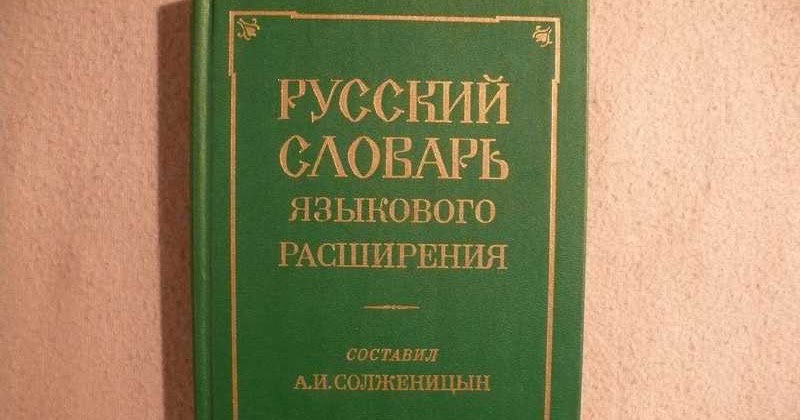 РУССКИЙ
СЛОВАРЬ
ЯЗЫКОВОГО
РАСШИРЕНИЯ
СОСТАВИЛ
А.И.СОЛЖЕНИЦЫН